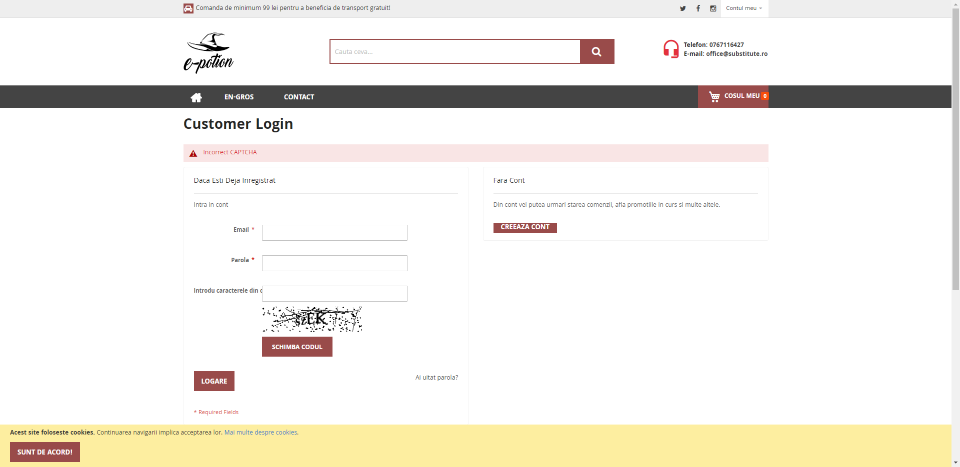 Comanda de minimum 99 lei pentru a beneficia de transport gratuit!
Contul meu
e-potion
Cauta ceva...
Telefon: 0767116427
E-mail: office@substitute.ro
EN-GROS
CONTACT
COSUL MEU 0
Customer Login
Incorrect CAPTCHA
Daca Esti Deja Inregistrat
Intra in cont
Email *
Parola *
Introdu caracterele din
SCHIMBA CODUL
LOGARE
Ai uitat parola?
* Required Fields
Fara Cont
Din cont vei putea urmari starea comenzii, afla promotiile in curs si multe altele.
CREEAZA CONT
Acest site foloseste cookies. Continuarea navigarii implica acceptarea lor. Mai multe despre cookies.
SUNT DE ACORD!